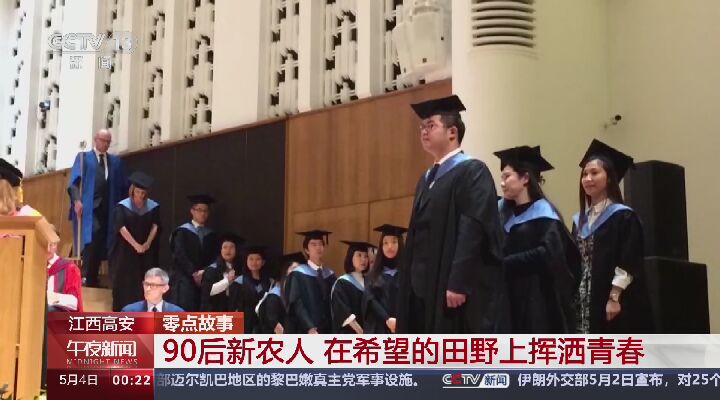 CCTV 13
新闻
江西高安
零点故事
午夜新闻
MIDNIGHT NEWS
90后新农人 在希望的田野上挥洒青春
5月4日 00:22
部迈尔凯巴地区的黎巴嫩真主党军事设施。 CCTV 新闻 伊朗外交部5月2日宣布,对25个